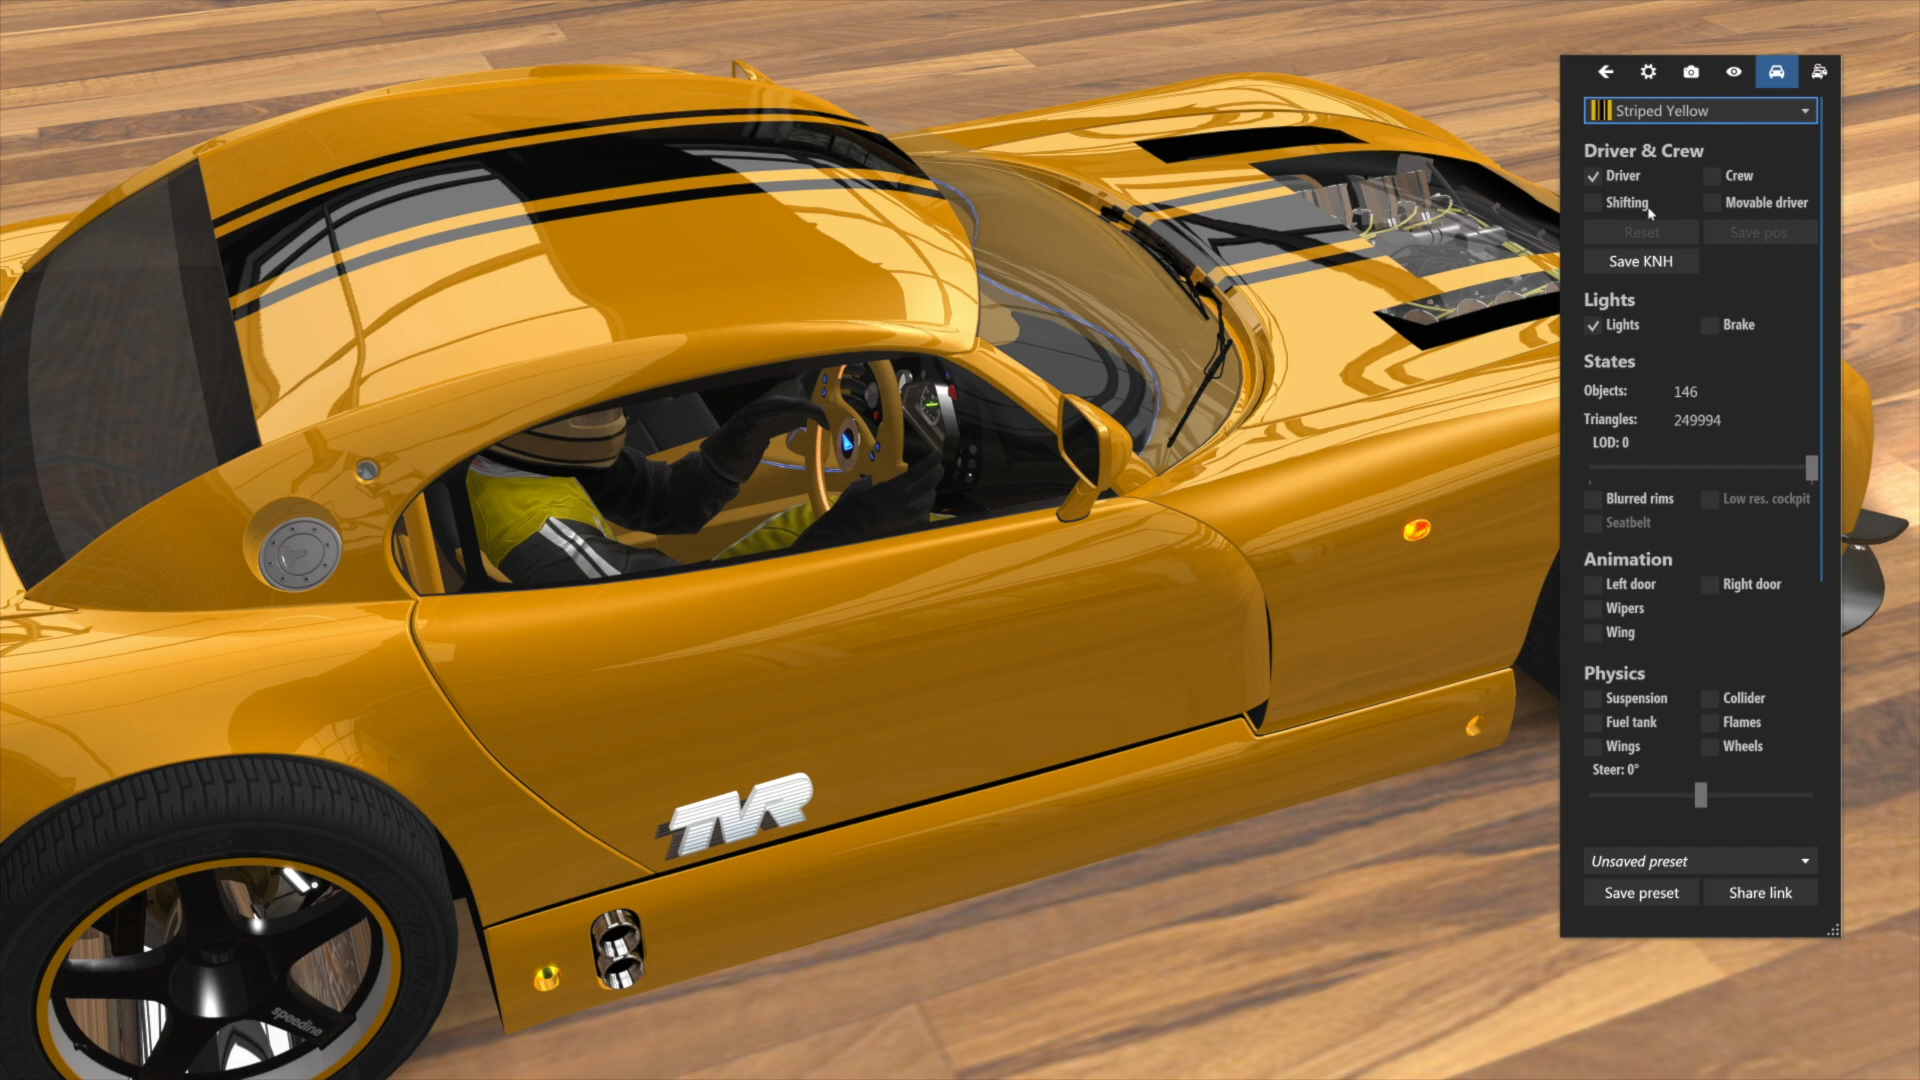 Striped Yellow
Driver & Crew
Driver
Crew
Shifting
Movable driver
Reset
Save pos.
Save KNH
Lights
Lights
Brake
States
Objects: 146
Triangles: 249994
LOD: 0
Blurred rims
Low res. cockpit
Seatbelt
Animation
Left door
Right door
Wipers
Wing
Physics
Suspension
Collider
Fuel tank
Flames
Wings
Wheels
Steer: 0°
Unsaved preset
Save preset
Share link
TVR
speedline